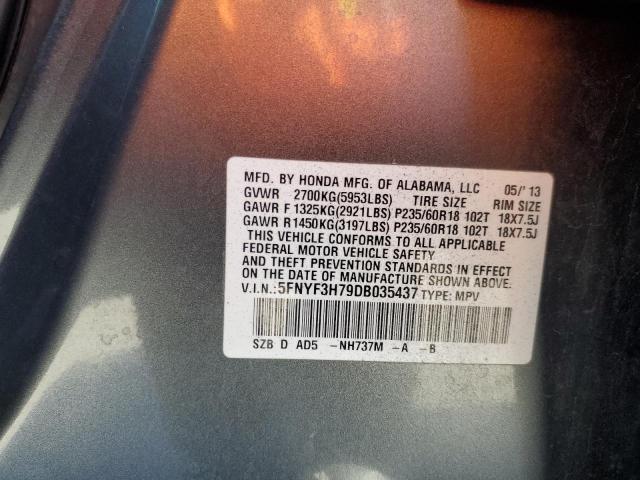 MFD. BY HONDA MFG. OF ALABAMA, LLC 05/'13
GVWR 2700KG(5953LBS) TIRE SIZE RIM SIZE
GAWR F 1325KG(2921LBS) P235/60R18 102T 18X7.5J
GAWR R1450KG(3197LBS) P235/60R18 102T 18X7.5J
THIS VEHICLE CONFORMS TO ALL APPLICABLE
FEDERAL MOTOR VEHICLE SAFETY
AND THEFT PREVENTION STANDARDS IN EFFECT
ON THE DATE OF MANUFACTURE SHOWN ABOVE.
V.I.N.:5FNYF3H79DB035437 TYPE: MPV
SZB D AD5 -NH737M -A -B